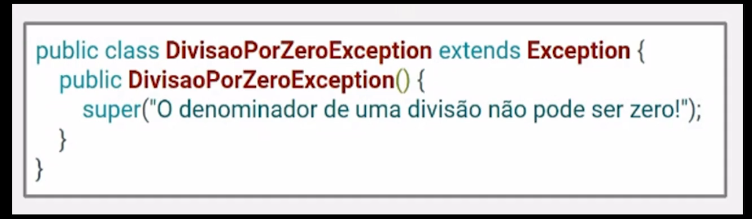 public class DivisaoPorZeroException extends Exception {
public DivisaoPorZeroException() {
super("O denominador de uma divisão não pode ser zero!");
}
}